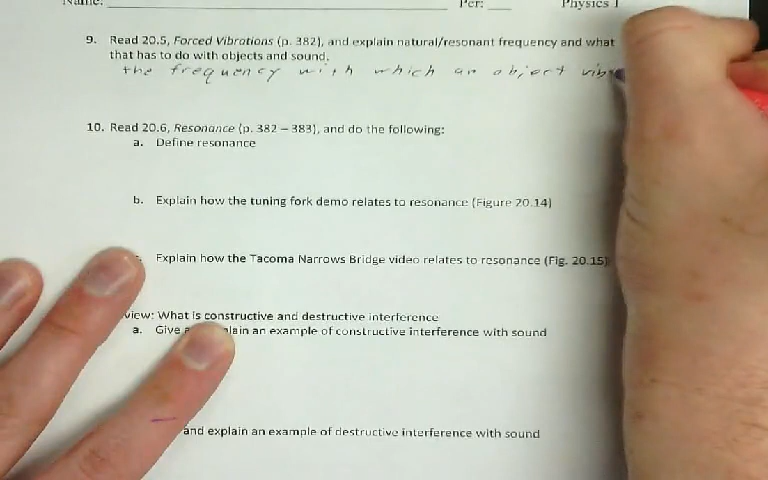 Name: Per: Physics 1
9. Read 20.5, Forced Vibrations (p. 382), and explain natural/resonant frequency and what
that has to do with objects and sound.
the frequency with which an object
10. Read 20.6, Resonance (p. 382 – 383), and do the following:
a. Define resonance
b. Explain how the tuning fork demo relates to resonance (Figure 20.14)
Explain how the Tacoma Narrows Bridge video relates to resonance (Fig. 20.15)
view: What is constructive and destructive interference
a. Give an example of constructive interference with sound
and explain an example of destructive interference with sound